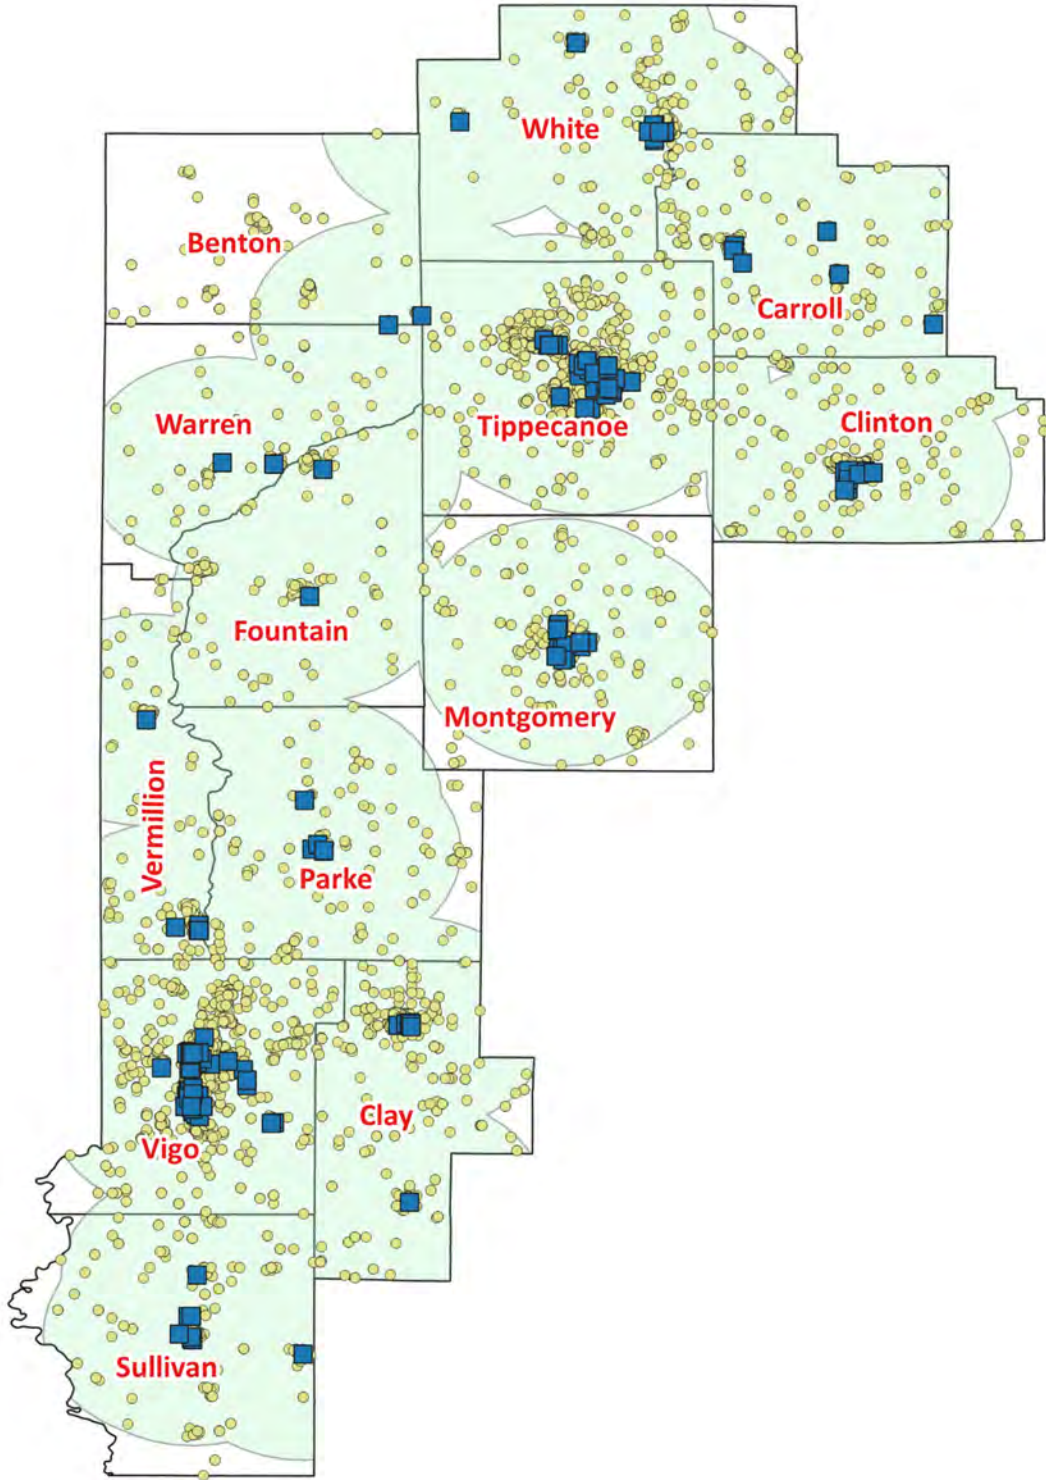 White
Benton
Carroll
Warren
Tippecanoe
Clinton
Fountain
Montgomery
Vermillion
Parke
Clay
Vigo
Sullivan